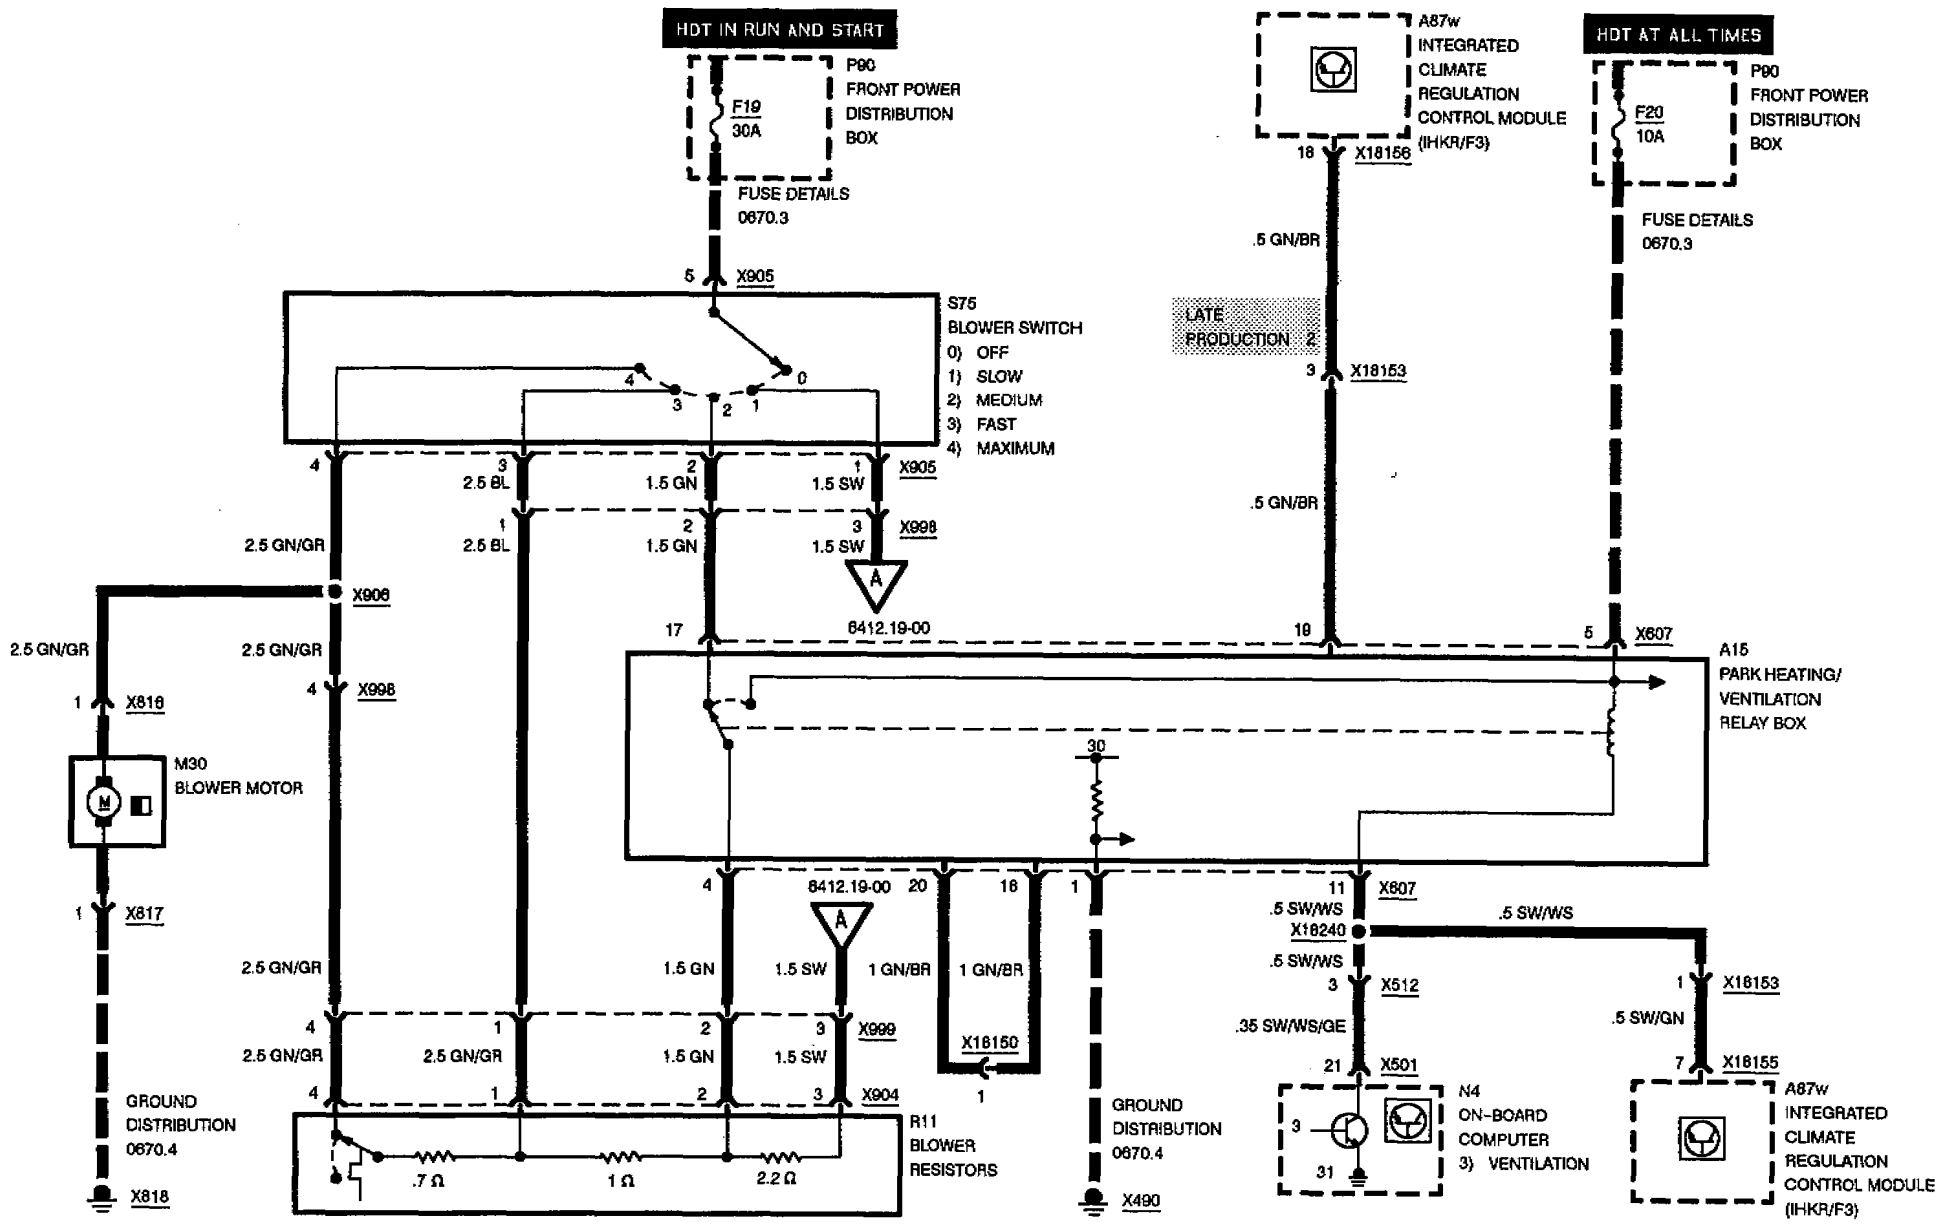 HOT IN RUN AND START
P90
FRONT POWER
DISTRIBUTION
BOX
F19
30A
FUSE DETAILS
0670.3
A87w
INTEGRATED
CLIMATE
REGULATION
CONTROL MODULE
(IHKR/F3)
18 X18156
HOT AT ALL TIMES
P90
FRONT POWER
DISTRIBUTION
BOX
F20
10A
FUSE DETAILS
0670.3
.5 GN/BR
LATE
PRODUCTION 2
3 X18153
.5 GN/BR
5 X905
S75
BLOWER SWITCH
0) OFF
1) SLOW
2) MEDIUM
3) FAST
4) MAXIMUM
4 3 2 1 0
4 3 2 1 X905
2.5 BL 1.5 GN 1.5 SW
1 2 3 X998
2.5 GN/GR 2.5 BL 1.5 GN 1.5 SW
A
6412.19-00
X906
2.5 GN/GR 2.5 GN/GR
17 19 5 X607
4 X998
1 X816
A15
PARK HEATING/
VENTILATION
RELAY BOX
30
M30
BLOWER MOTOR
M
1 X817
4 6412.19-00 20 18 1 11 X607
A
.5 SW/WS .5 SW/WS
X18240
.5 SW/WS
2.5 GN/GR 1.5 GN 1.5 SW 1 GN/BR 1 GN/BR
3 X512
1 X18153
4 1 2 3 X999
.35 SW/WS/GE .5 SW/GN
2.5 GN/GR 2.5 GN/GR 1.5 GN 1.5 SW
X18150
1
21 X501
7 X18155
4 1 2 3 X904
GROUND
DISTRIBUTION
0670.4
X818
R11
BLOWER
RESISTORS
.7 Ω 1 Ω 2.2 Ω
GROUND
DISTRIBUTION
0670.4
X490
3
31
N4
ON-BOARD
COMPUTER
3) VENTILATION
A87w
INTEGRATED
CLIMATE
REGULATION
CONTROL MODULE
(IHKR/F3)